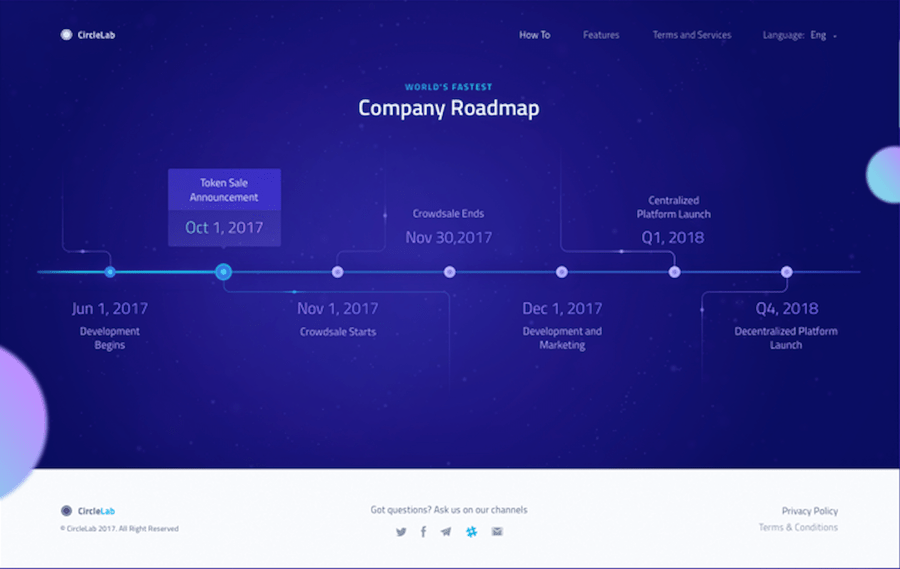 CircleLab
How To
Features
Terms and Services
Language: Eng
WORLD'S FASTEST
Company Roadmap
Token Sale
Announcement
Oct 1, 2017
Crowdsale Ends
Nov 30,2017
Centralized
Platform Launch
Q1, 2018
Jun 1, 2017
Development
Begins
Nov 1, 2017
Crowdsale Starts
Dec 1, 2017
Development and
Marketing
Q4, 2018
Decentralized Platform
Launch
CircleLab
© CircleLab 2017. All Right Reserved
Got questions? Ask us on our channels
Privacy Policy
Terms & Conditions